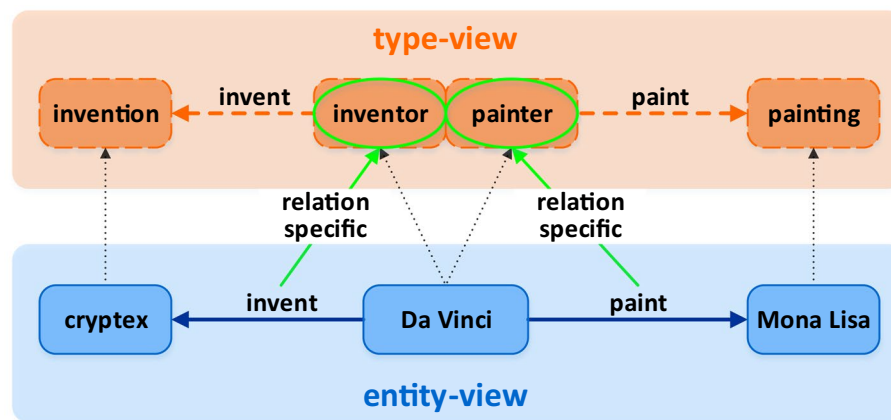 type-view
invention
invent
inventor
painter
paint
painting
relation
specific
relation
specific
cryptex
invent
Da Vinci
paint
Mona Lisa
entity-view